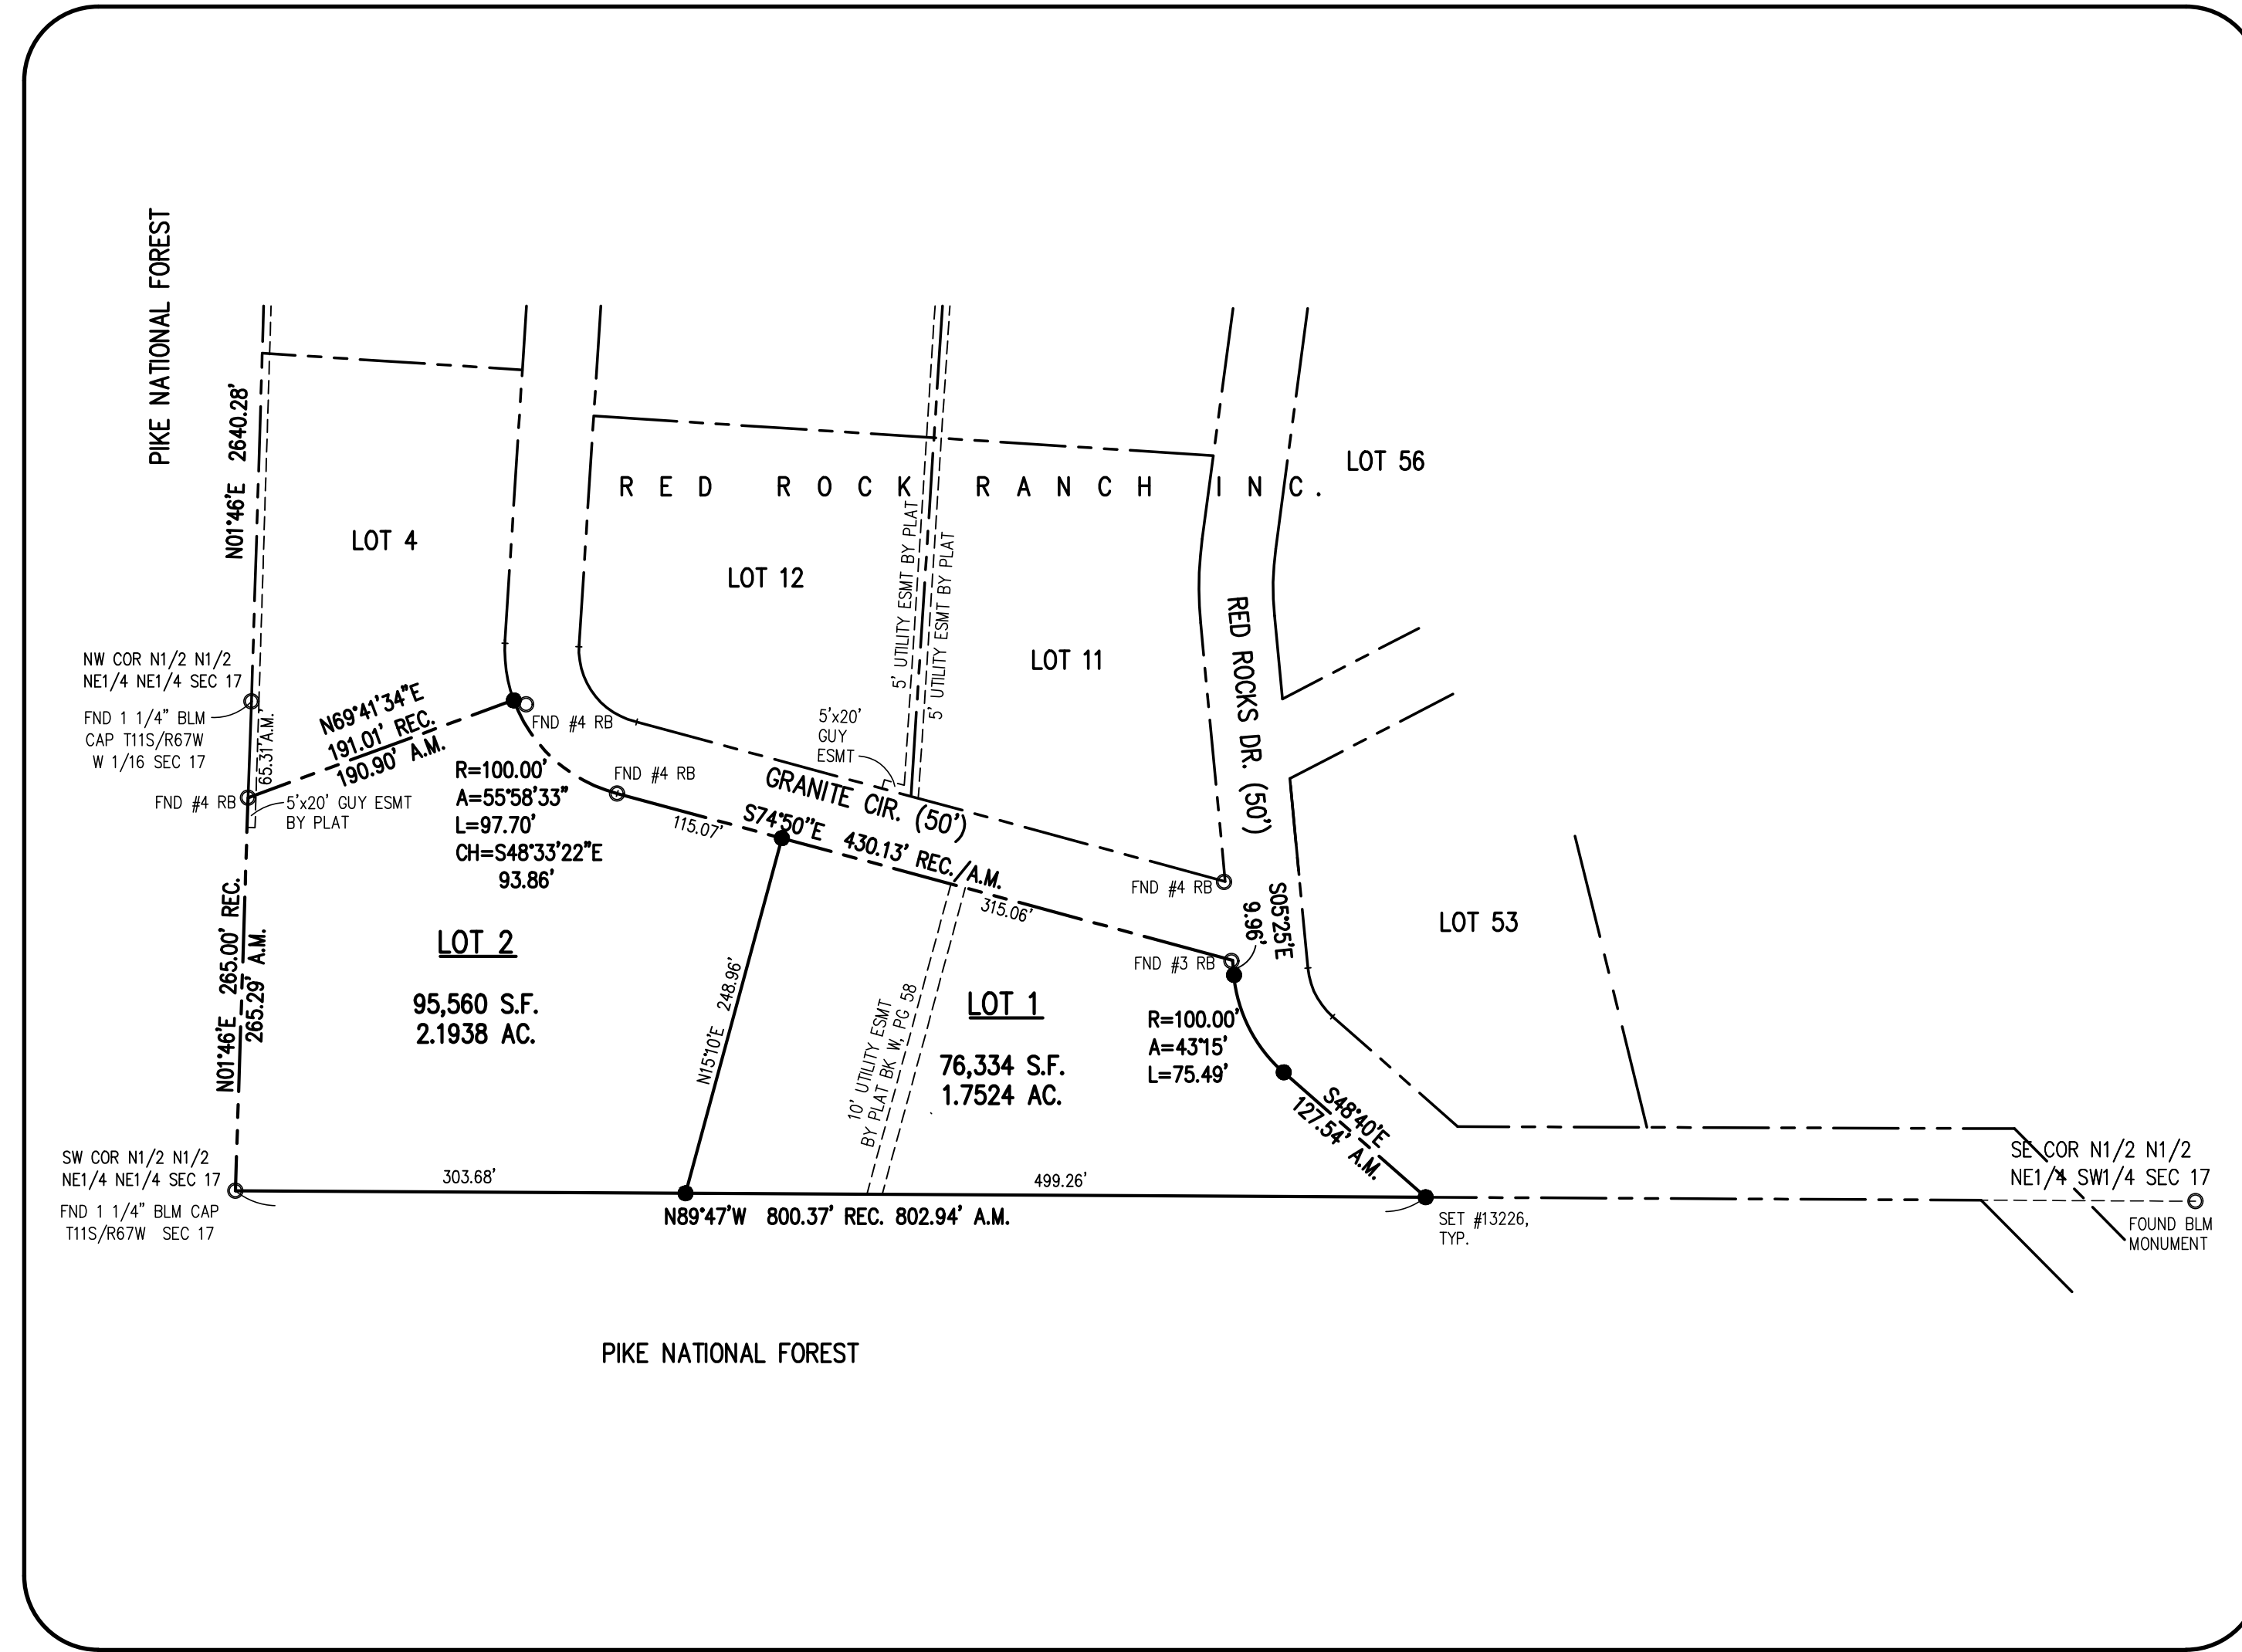 PIKE NATIONAL FOREST
N01°46'E 2640.28'
LOT 56
RED ROCK RANCH INC.
LOT 4
LOT 12
5' UTILITY ESMT BY PLAT
5' UTILITY ESMT BY PLAT
LOT 11
RED ROCKS DR. (50')
NW COR N1/2 N1/2
NE1/4 NE1/4 SEC 17
FND 1 1/4" BLM
CAP T11S/R67W
W 1/16 SEC 17
65.31' A.M.
N69°41'34"E
191.01' REC.
190.90' A.M.
FND #4 RB
5'x20'
GUY
ESMT
FND #4 RB
R=100.00'
A=55°58'33"
L=97.70'
CH=S48°33'22"E
93.86'
FND #4 RB
5'x20' GUY ESMT
BY PLAT
GRANITE CIR. (50')
115.07'
S74°50"E 430.13' REC./A.M.
315.06'
FND #4 RB
S05°25'E
9.96'
LOT 53
N01°46'E 265.00' REC.
265.29' A.M.
LOT 2
95,560 S.F.
2.1938 AC.
N15°10'E 248.96'
10' UTILITY ESMT
BY PLAT BK W, PG 58
FND #3 RB
LOT 1
76,334 S.F.
1.7524 AC.
R=100.00'
A=43°15'
L=75.49'
S48°40'E
127.54' A.M.
SW COR N1/2 N1/2
NE1/4 NE1/4 SEC 17
FND 1 1/4" BLM CAP
T11S/R67W SEC 17
303.68'
499.26'
N89°47'W 800.37' REC. 802.94' A.M.
SET #13226,
TYP.
SE COR N1/2 N1/2
NE1/4 SW1/4 SEC 17
FOUND BLM
MONUMENT
PIKE NATIONAL FOREST